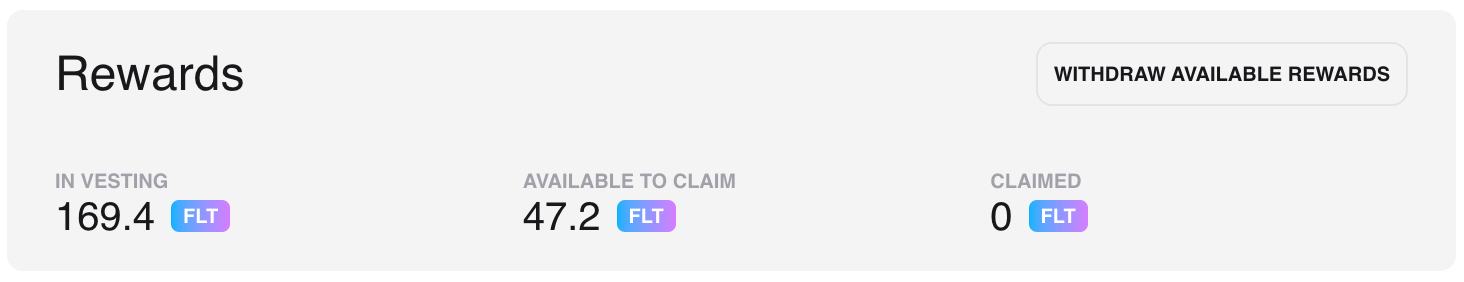 Rewards
WITHDRAW AVAILABLE REWARDS
IN VESTING
169.4 FLT
AVAILABLE TO CLAIM
47.2 FLT
CLAIMED
0 FLT